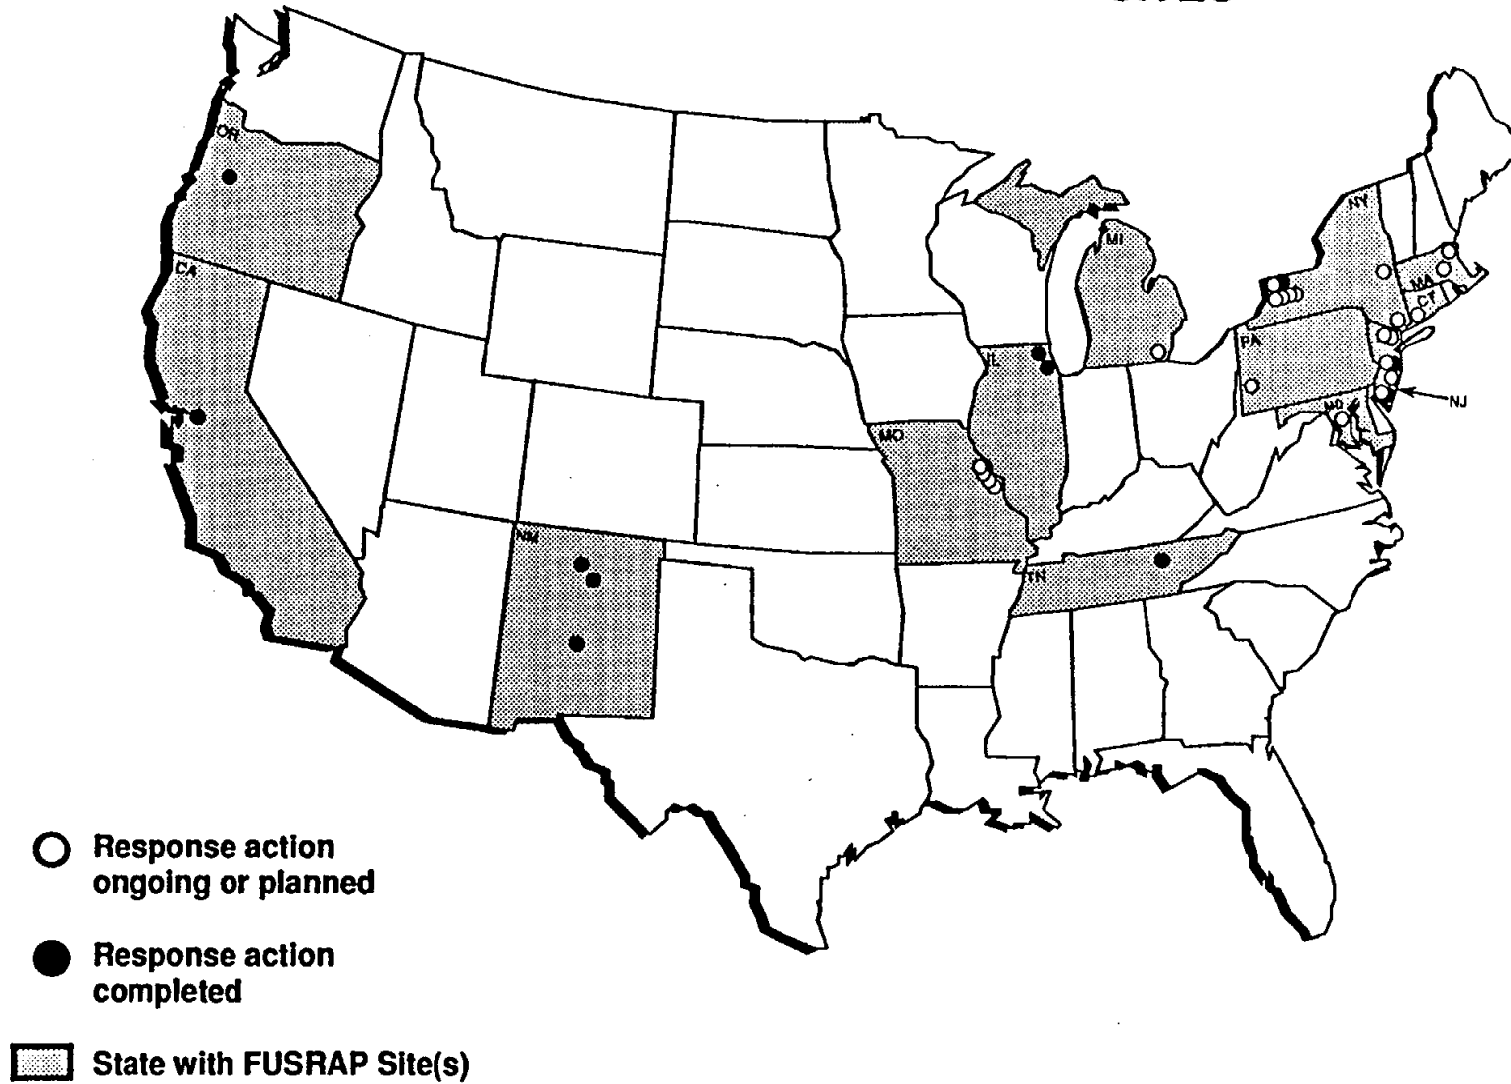 OR
NY
CA
MI
MA
CT
PA
IL
NJ
MD
MO
NM
TN
Response action
ongoing or planned
Response action
completed
State with FUSRAP Site(s)